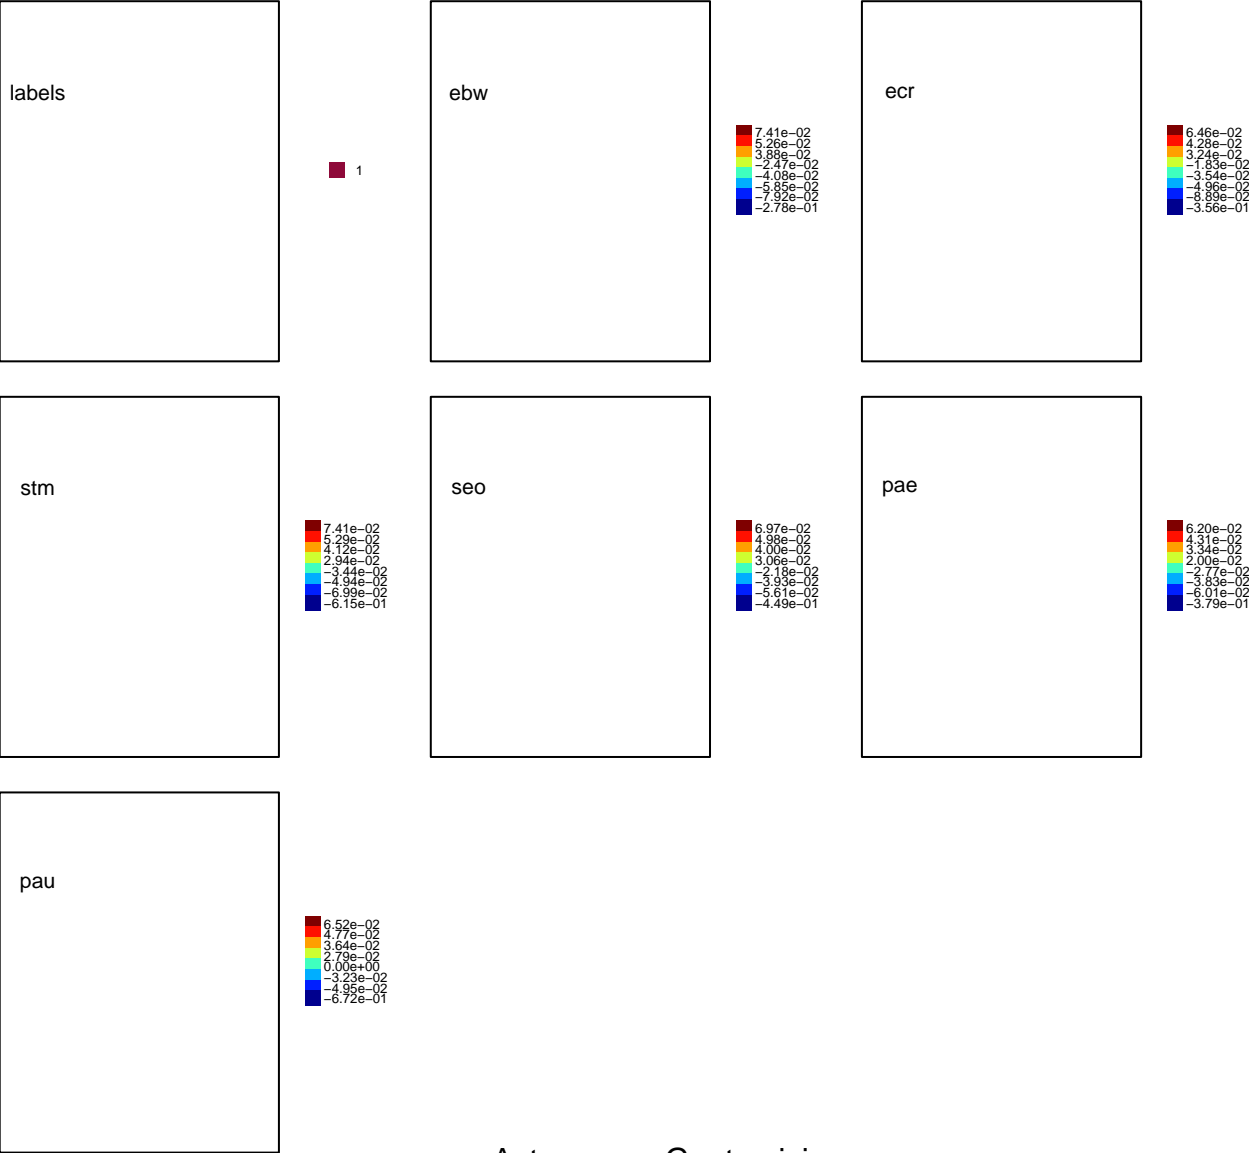 labels
1
ebw
7.41e−02
5.26e−02
3.88e−02
−2.47e−02
−4.08e−02
−5.85e−02
−7.92e−02
−2.78e−01
ecr
6.46e−02
4.28e−02
3.24e−02
−1.83e−02
−3.54e−02
−4.96e−02
−8.89e−02
−3.56e−01
stm
7.41e−02
5.29e−02
4.12e−02
2.94e−02
−3.44e−02
−4.94e−02
−6.99e−02
−6.15e−01
seo
6.97e−02
4.98e−02
4.00e−02
3.06e−02
−2.18e−02
−3.93e−02
−5.61e−02
−4.49e−01
pae
6.20e−02
4.31e−02
3.34e−02
2.00e−02
−2.77e−02
−3.83e−02
−6.01e−02
−3.79e−01
pau
6.52e−02
4.77e−02
3.64e−02
2.79e−02
0.00e+00
−3.23e−02
−4.95e−02
−6.72e−01